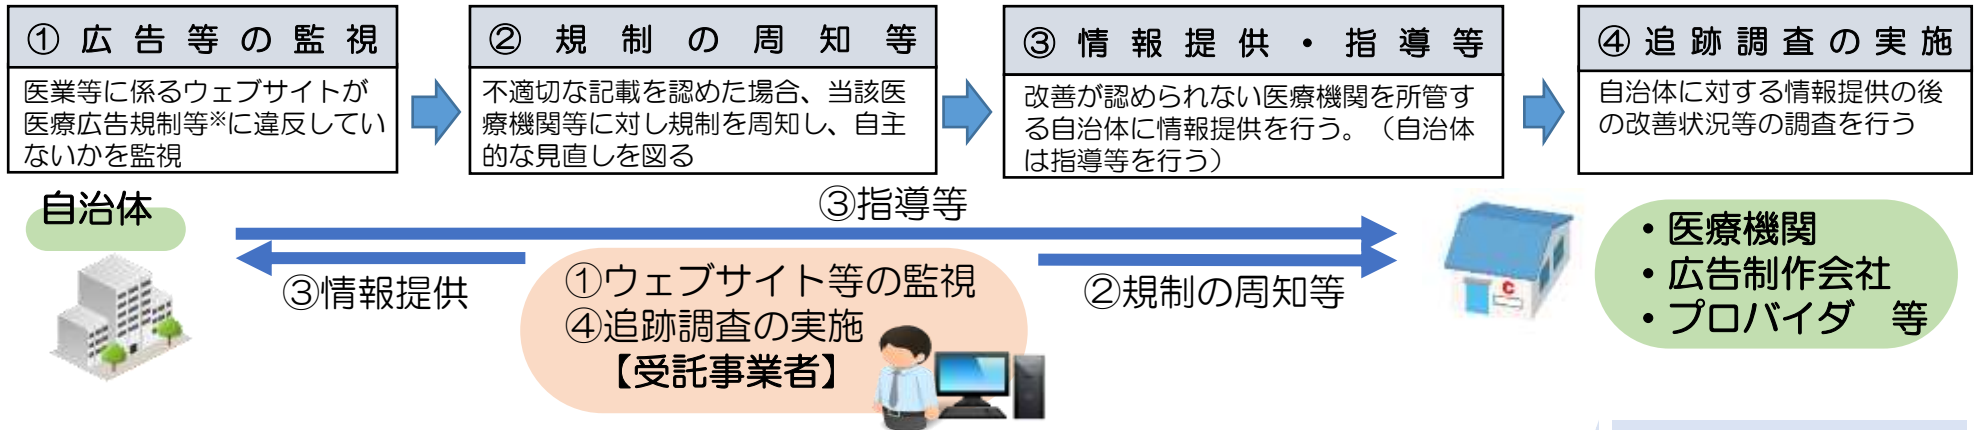 ①広告等の監視
医業等に係るウェブサイトが
医療広告規制等※に違反してい
ないかを監視
②規制の周知等
不適切な記載を認めた場合、当該医
療機関等に対し規制を周知し、自主
的な見直しを図る
③情報提供・指導等
改善が認められない医療機関を所管す
る自治体に情報提供を行う。（自治体
は指導等を行う）
④追跡調査の実施
自治体に対する情報提供の後
の改善状況等の調査を行う
自治体
③指導等
③情報提供
①ウェブサイト等の監視
④追跡調査の実施
【受託事業者】
②規制の周知等
C
・医療機関
・広告制作会社
・プロバイダ　等